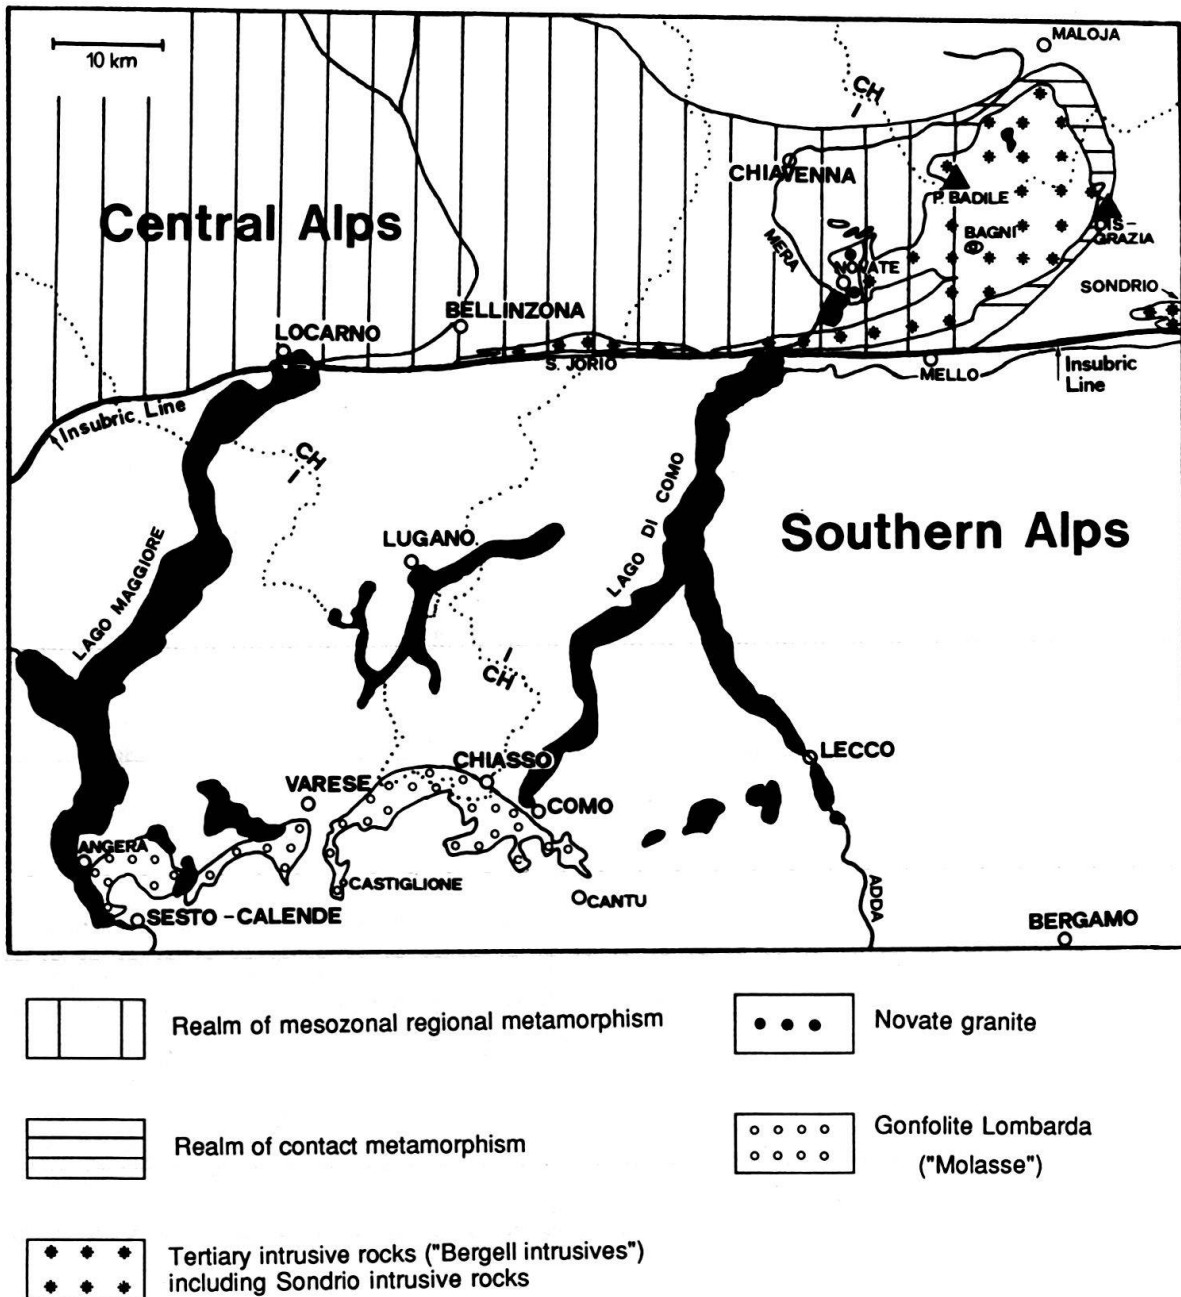 10 km
MALOJA
CH
I
CHIAVENNA
P. BADILE
Central Alps
DIS-
GRAZIA
BAGNI
MERA
NOVATE
SONDRIO
BELLINZONA
LOCARNO
S. JORIO
MELLO
Insubric
Line
Insubric Line
CH
I
LAGO DI COMO
Southern Alps
LUGANO
LAGO MAGGIORE
I
CH
LECCO
CHIASSO
VARESE
COMO
ANGERA
CASTIGLIONE
CANTU
ADDA
SESTO-CALENDE
BERGAMO
Realm of mesozonal regional metamorphism
Novate granite
Realm of contact metamorphism
Gonfolite Lombarda
("Molasse")
Tertiary intrusive rocks ("Bergell intrusives")
including Sondrio intrusive rocks